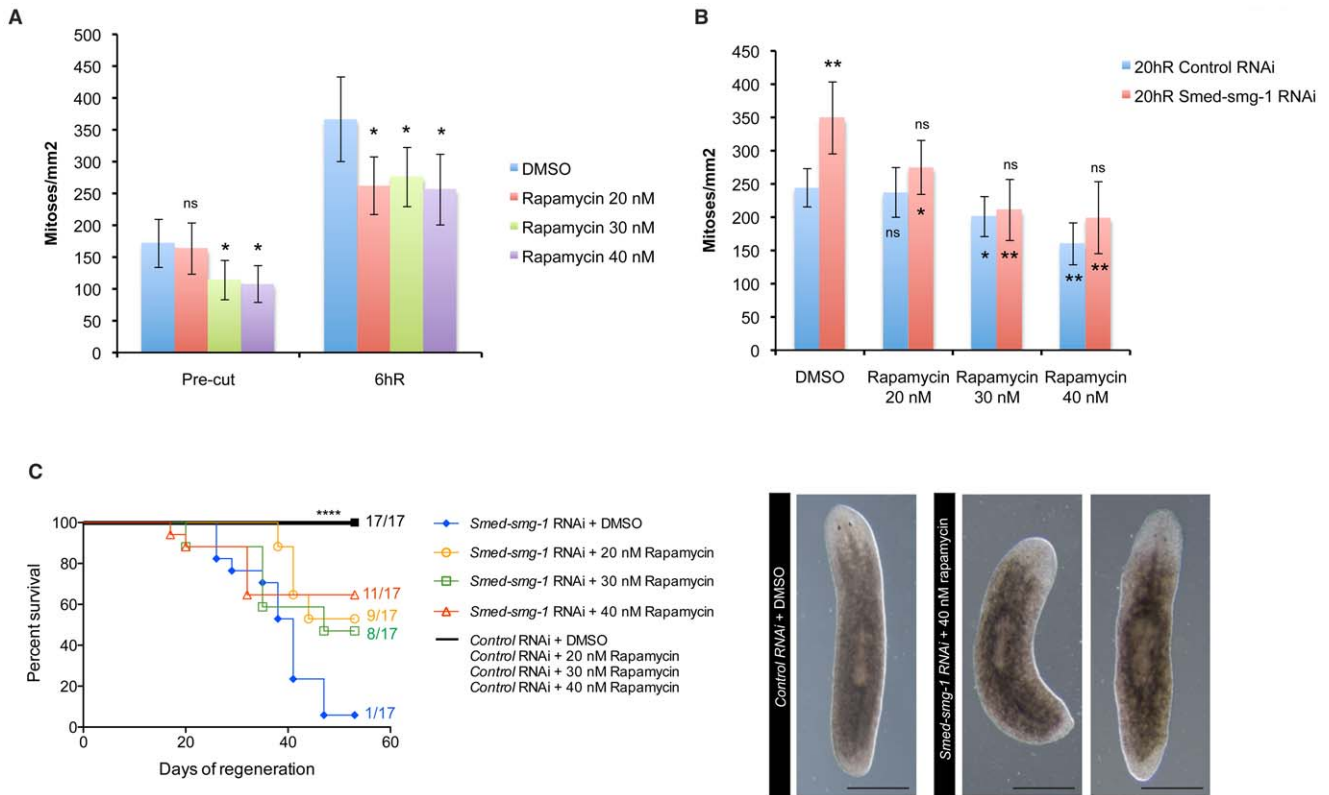 A
500
450
400
350
300
250
200
150
100
50
0
Mitoses/mm2
ns
*
*
*
*
*
Pre-cut
6hR
DMSO
Rapamycin 20 nM
Rapamycin 30 nM
Rapamycin 40 nM
B
450
400
350
300
250
200
150
100
50
0
Mitoses/mm2
**
ns
ns
*
ns
*
**
ns
**
**
DMSO
Rapamycin
20 nM
Rapamycin
30 nM
Rapamycin
40 nM
20hR Control RNAi
20hR Smed-smg-1 RNAi
C
100
80
60
40
20
0
Percent survival
0
20
40
60
Days of regeneration
****
17/17
11/17
9/17
8/17
1/17
Smed-smg-1 RNAi + DMSO
Smed-smg-1 RNAi + 20 nM Rapamycin
Smed-smg-1 RNAi + 30 nM Rapamycin
Smed-smg-1 RNAi + 40 nM Rapamycin
Control RNAi + DMSO
Control RNAi + 20 nM Rapamycin
Control RNAi + 30 nM Rapamycin
Control RNAi + 40 nM Rapamycin
Control RNAi + DMSO
Smed-smg-1 RNAi + 40 nM rapamycin